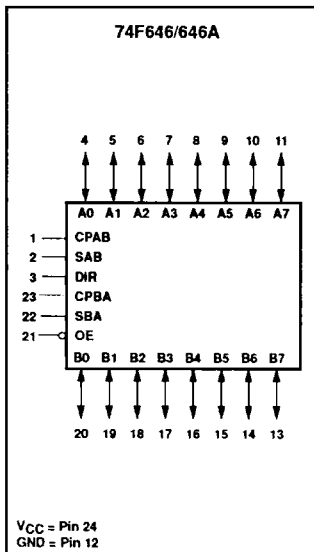 74F646/646A
4 5 6 7 8 9 10 11
A0 A1 A2 A3 A4 A5 A6 A7
1 CPAB
2 SAB
3 DIR
23 CPBA
22 SBA
21 OE
B0 B1 B2 B3 B4 B5 B6 B7
20 19 18 17 16 15 14 13
VCC = Pin 24
GND = Pin 12